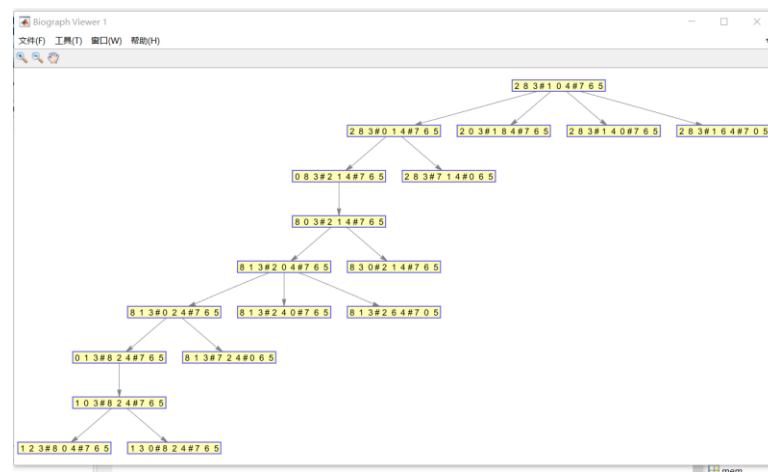 Biograph Viewer 1
文件(F) 工具(T) 窗口(W) 帮助(H)
2 8 3#1 0 4#7 6 5
2 8 3#0 1 4#7 6 5 2 0 3#1 8 4#7 6 5 2 8 3#1 4 0#7 6 5 2 8 3#1 6 4#7 0 5
0 8 3#2 1 4#7 6 5 2 8 3#7 1 4#0 6 5
8 0 3#2 1 4#7 6 5
8 1 3#2 0 4#7 6 5 8 3 0#2 1 4#7 6 5
8 1 3#0 2 4#7 6 5 8 1 3#2 4 0#7 6 5 8 1 3#2 6 4#7 0 5
0 1 3#8 2 4#7 6 5 8 1 3#7 2 4#0 6 5
1 0 3#8 2 4#7 6 5
1 2 3#8 0 4#7 6 5 1 3 0#8 2 4#7 6 5
mem